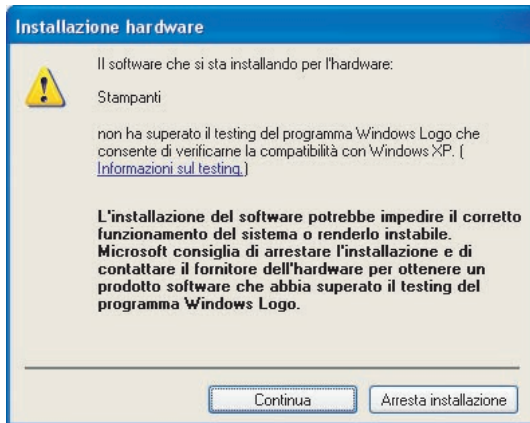 Installazione hardware
Il software che si sta installando per l'hardware:
Stampanti
non ha superato il testing del programma Windows Logo che
consente di verificarne la compatibilità con Windows XP. (
Informazioni sul testing.)
L'installazione del software potrebbe impedire il corretto
funzionamento del sistema o renderlo instabile.
Microsoft consiglia di arrestare l'installazione e di
contattare il fornitore dell'hardware per ottenere un
prodotto software che abbia superato il testing del
programma Windows Logo.
Continua
Arresta installazione